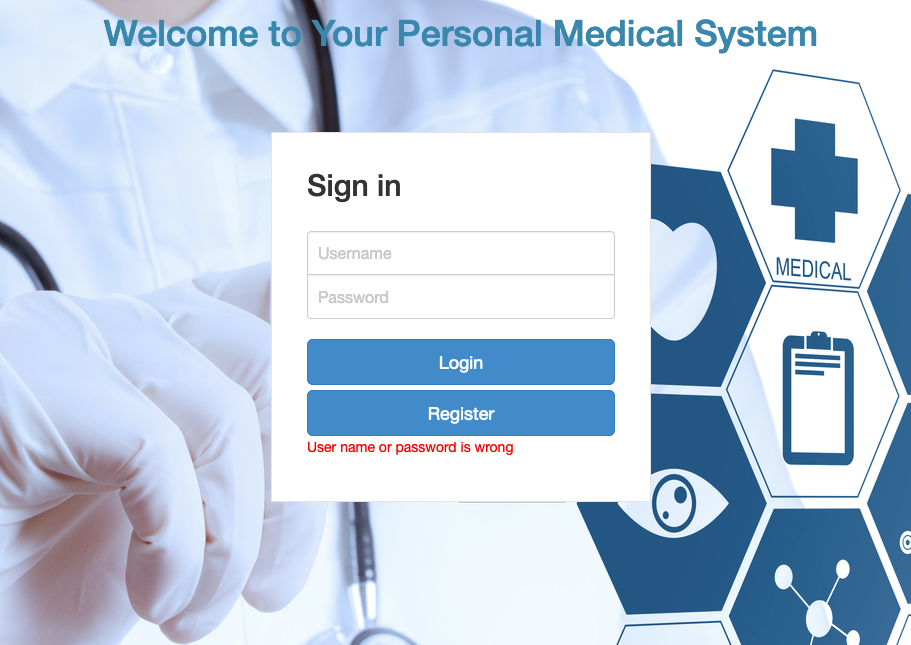 Welcome to Your Personal Medical System
Sign in
Username
Password
Login
Register
User name or password is wrong
MEDICAL